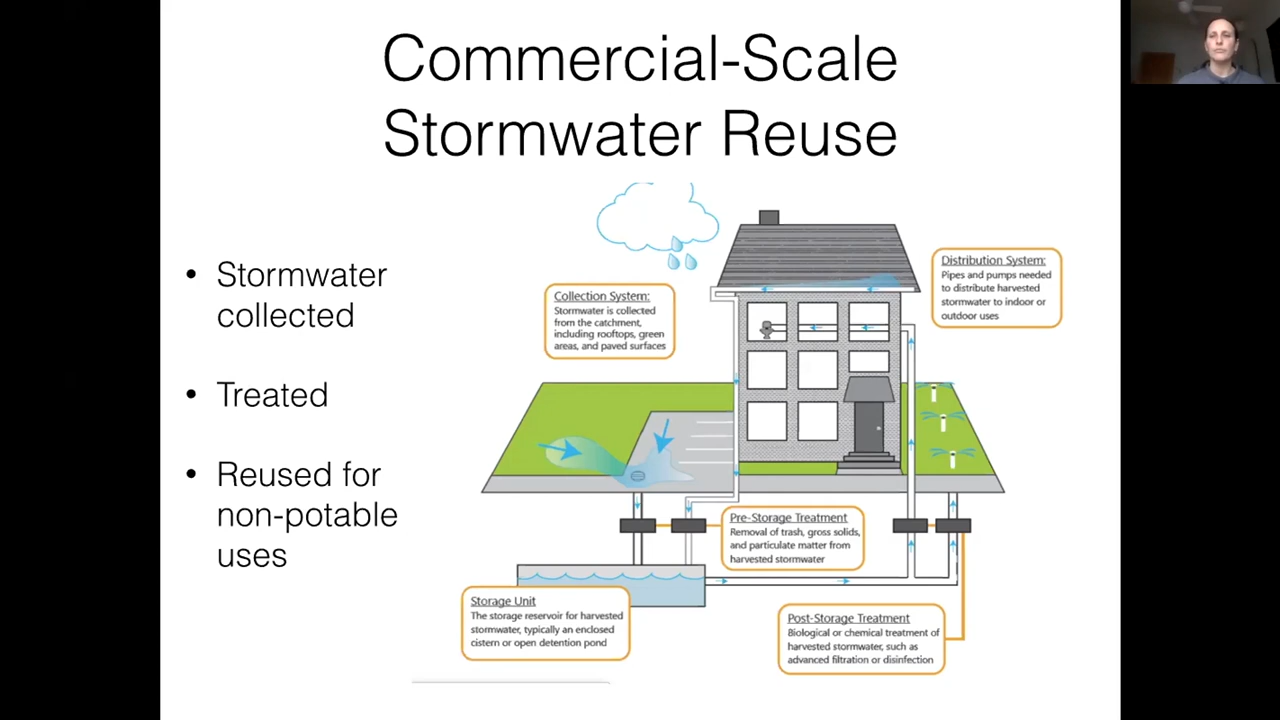 Commercial-Scale
Stormwater Reuse
• Stormwater
collected
• Treated
• Reused for
non-potable
uses
Collection System:
Stormwater is collected
from the catchment,
including rooftops, green
areas, and paved surfaces
Distribution System:
Pipes and pumps needed
to distribute harvested
stormwater to indoor or
outdoor uses
Pre-Storage Treatment
Removal of trash, gross solids,
and particulate matter from
harvested stormwater
Storage Unit
The storage reservoir for harvested
stormwater, typically an enclosed
cistern or open detention pond
Post-Storage Treatment
Biological or chemical treatment of
harvested stormwater, such as
advanced filtration or disinfection